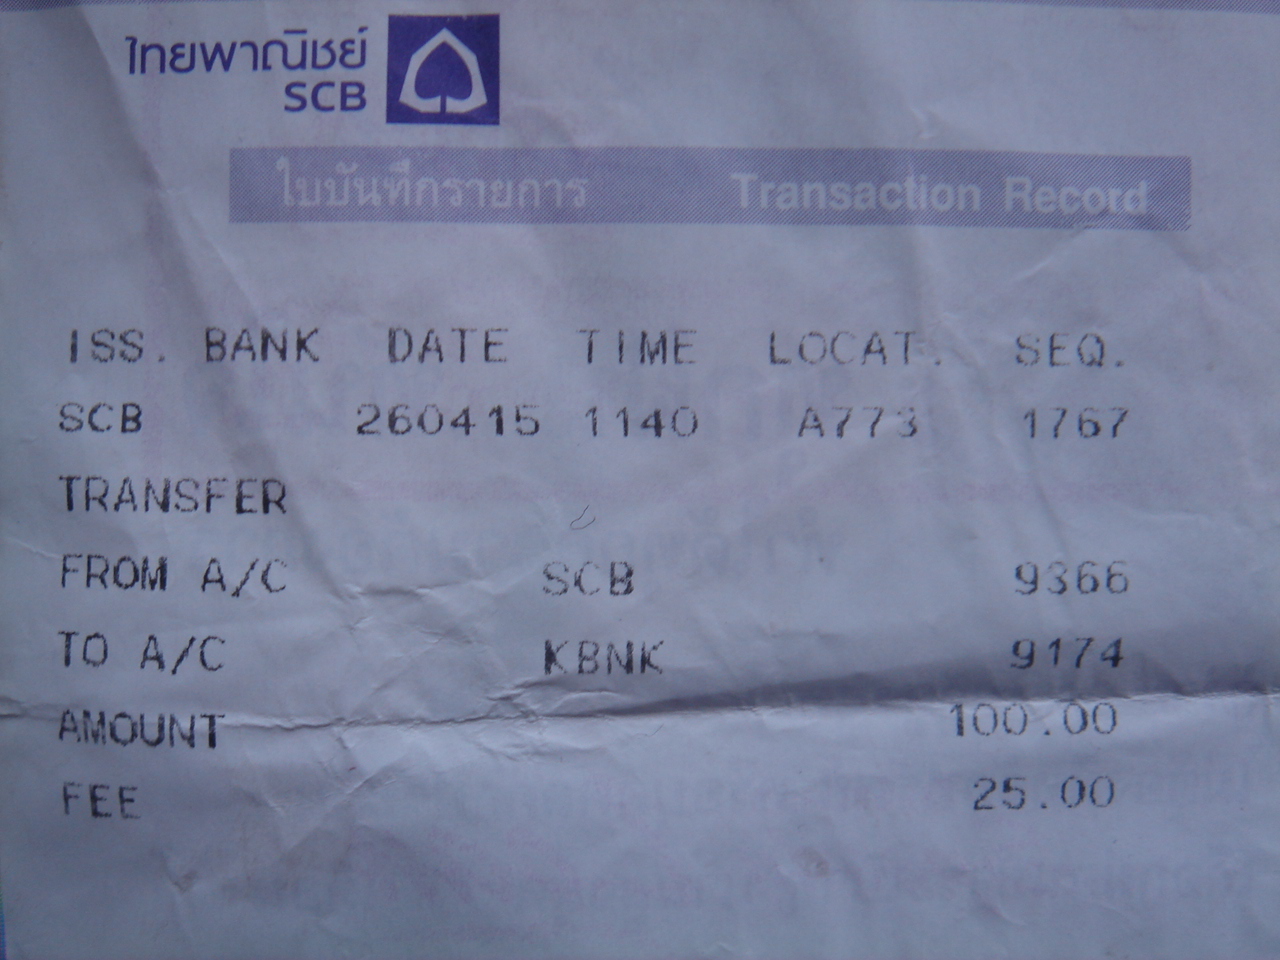 ไทยพาณิชย์
SCB
ใบบันทึกรายการ Transaction Record
ISS. BANK DATE TIME LOCAT. SEQ.
SCB 260415 1140 A773 1767
TRANSFER
FROM A/C SCB 9366
TO A/C KBNK 9174
AMOUNT 100.00
FEE 25.00